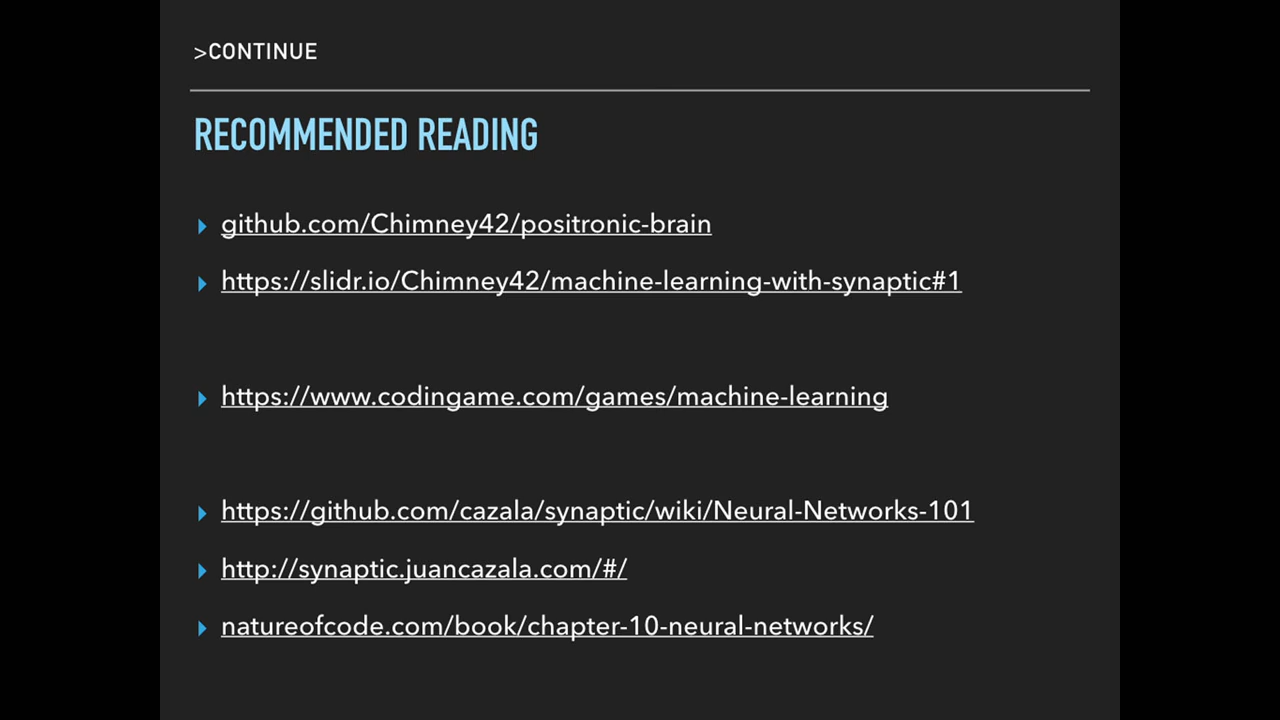 >CONTINUE
RECOMMENDED READING
github.com/Chimney42/positronic-brain
https://slidr.io/Chimney42/machine-learning-with-synaptic#1
https://www.codingame.com/games/machine-learning
https://github.com/cazala/synaptic/wiki/Neural-Networks-101
http://synaptic.juancazala.com/#/
natureofcode.com/book/chapter-10-neural-networks/